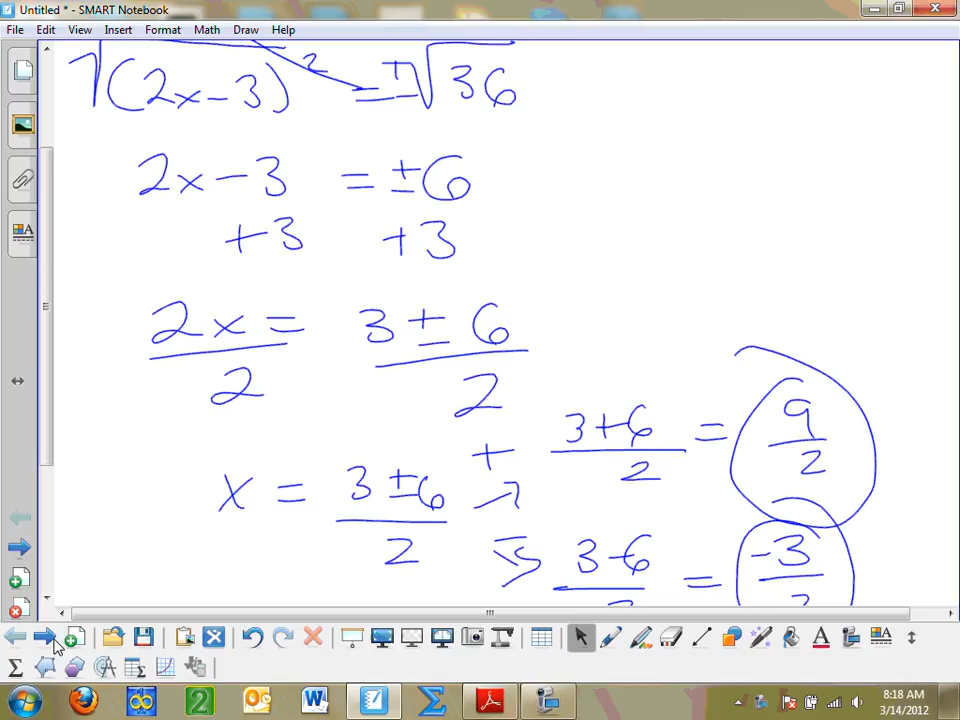 Untitled * - SMART Notebook
File Edit View Insert Format Math Draw Help
√(2x-3)² = ±√36
2x-3 = ±6
+3 +3
2x = 3 ± 6
2 2
x = 3 ± 6
2
+ 3+6 = 9
2 2
- 3-6 = -3
8:18 AM
3/14/2012